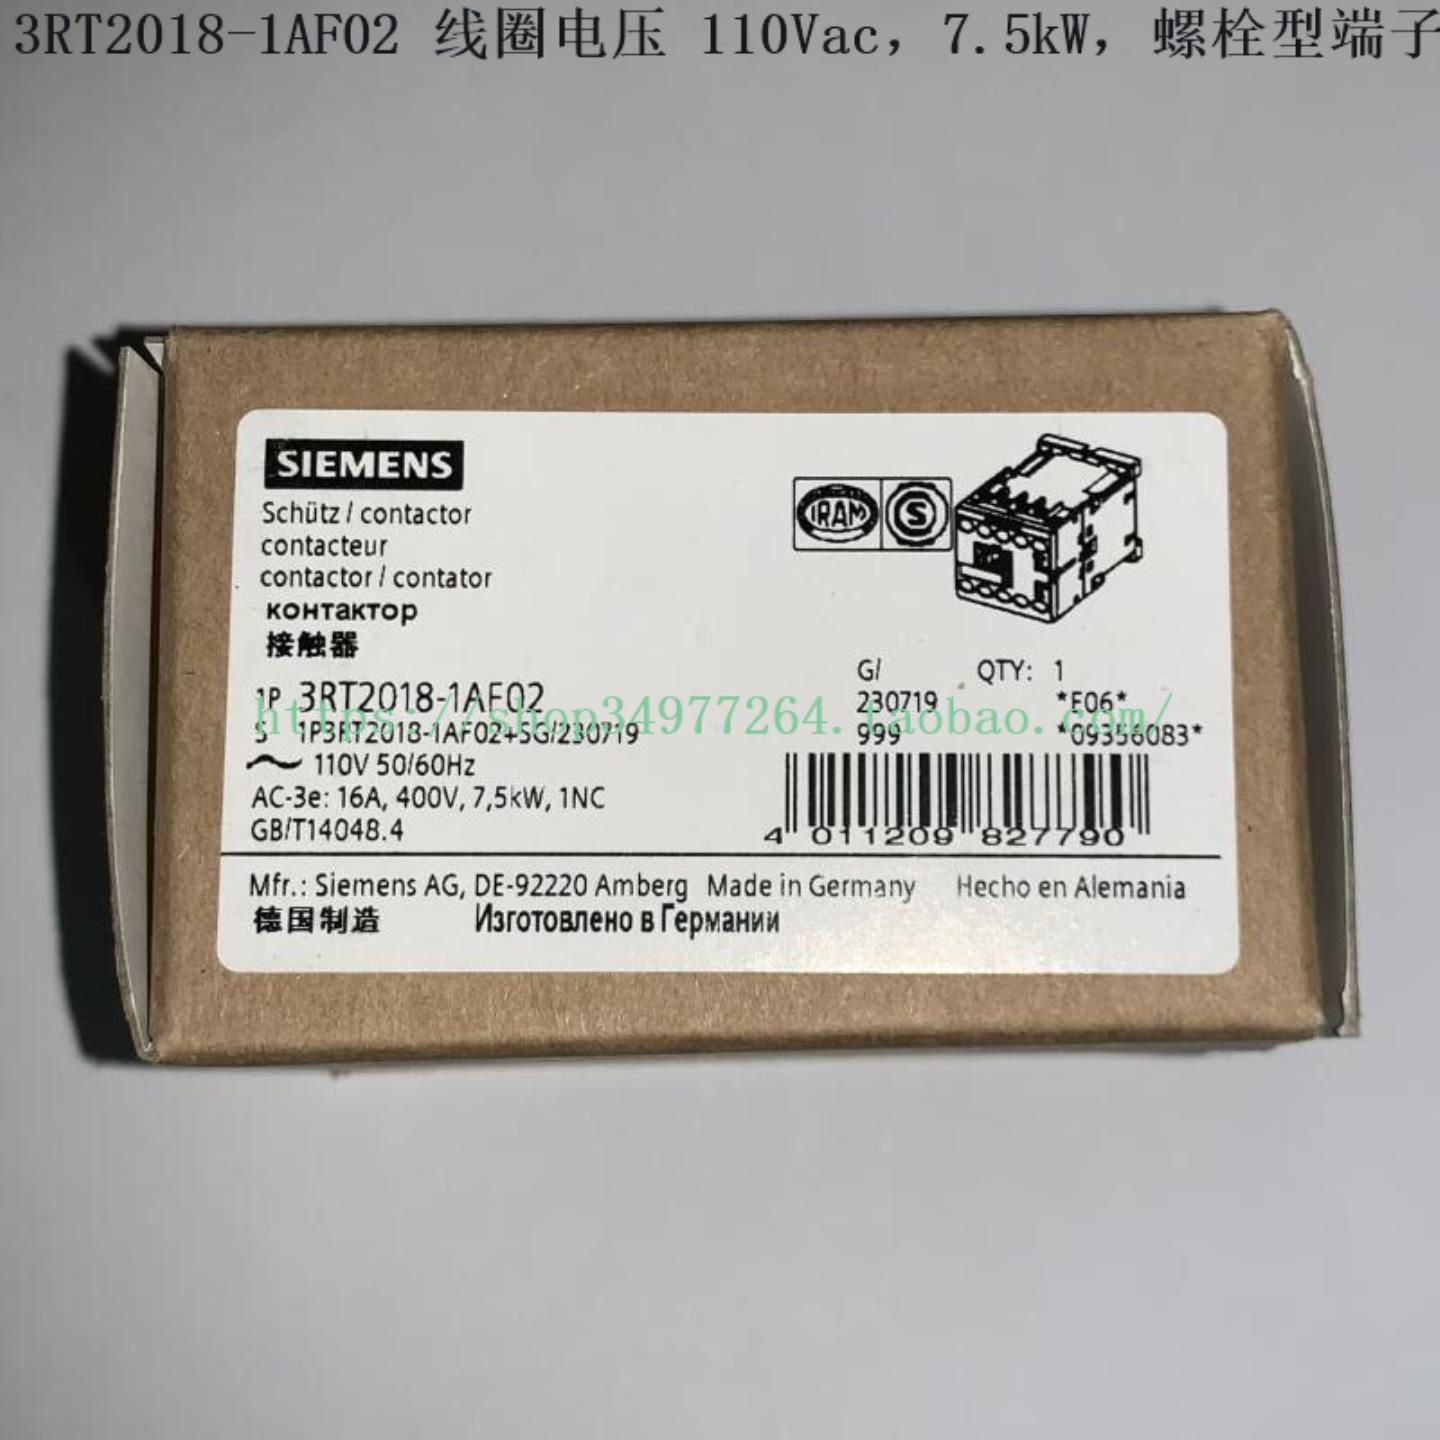 3RT2018-1AF02 线圈电压 110Vac，7.5kW，螺栓型端子
SIEMENS
Schütz / contactor
contacteur
contactor / contator
контактор
接触器
IRAM S
G/ QTY: 1
1P 3RT2018-1AF02 230719 *E06*
https://shop34977264.taobao.com/
S 1P3RT2018-1AF02+SG/230719 999 *09356083*
110V 50/60Hz
AC-3e: 16A, 400V, 7,5kW, 1NC
GB/T14048.4
4 011209 827790
Mfr.: Siemens AG, DE-92220 Amberg Made in Germany Hecho en Alemania
德国制造 Изготовлено в Германии